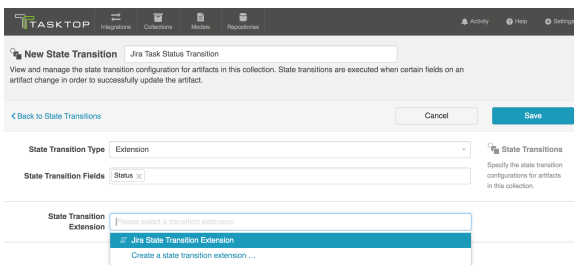 TASKTOP
Integrations
Collections
Models
Repositories
Activity
Help
Settings
New State Transition
Jira Task Status Transition
View and manage the state transition configuration for artifacts in this collection. State transitions are executed when certain fields on an
artifact change in order to successfully update the artifact.
Back to State Transitions
Cancel
Save
State Transition Type
Extension
State Transitions
Specify the state transition
configurations for artifacts
in this collection.
State Transition Fields
Status
State Transition
Extension
Please select a transition extension
Jira State Transition Extension
Create a state transition extension ...